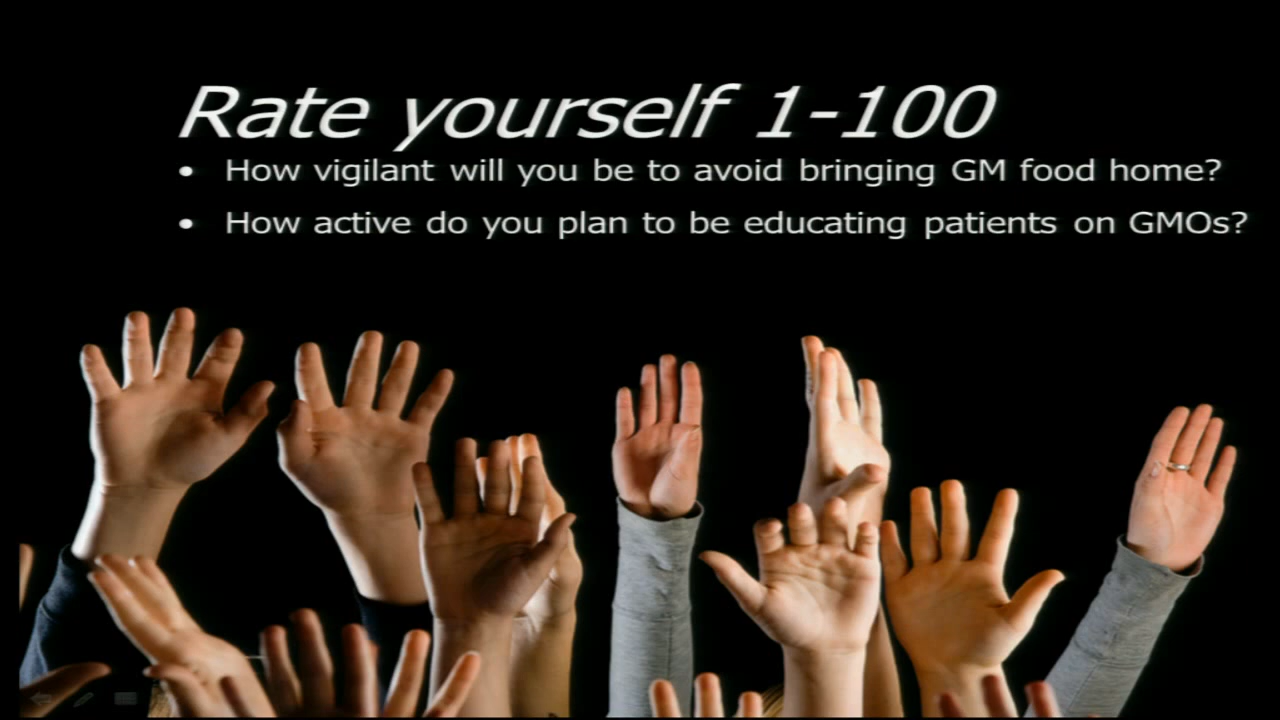 Rate yourself 1-100
• How vigilant will you be to avoid bringing GM food home?
• How active do you plan to be educating patients on GMOs?